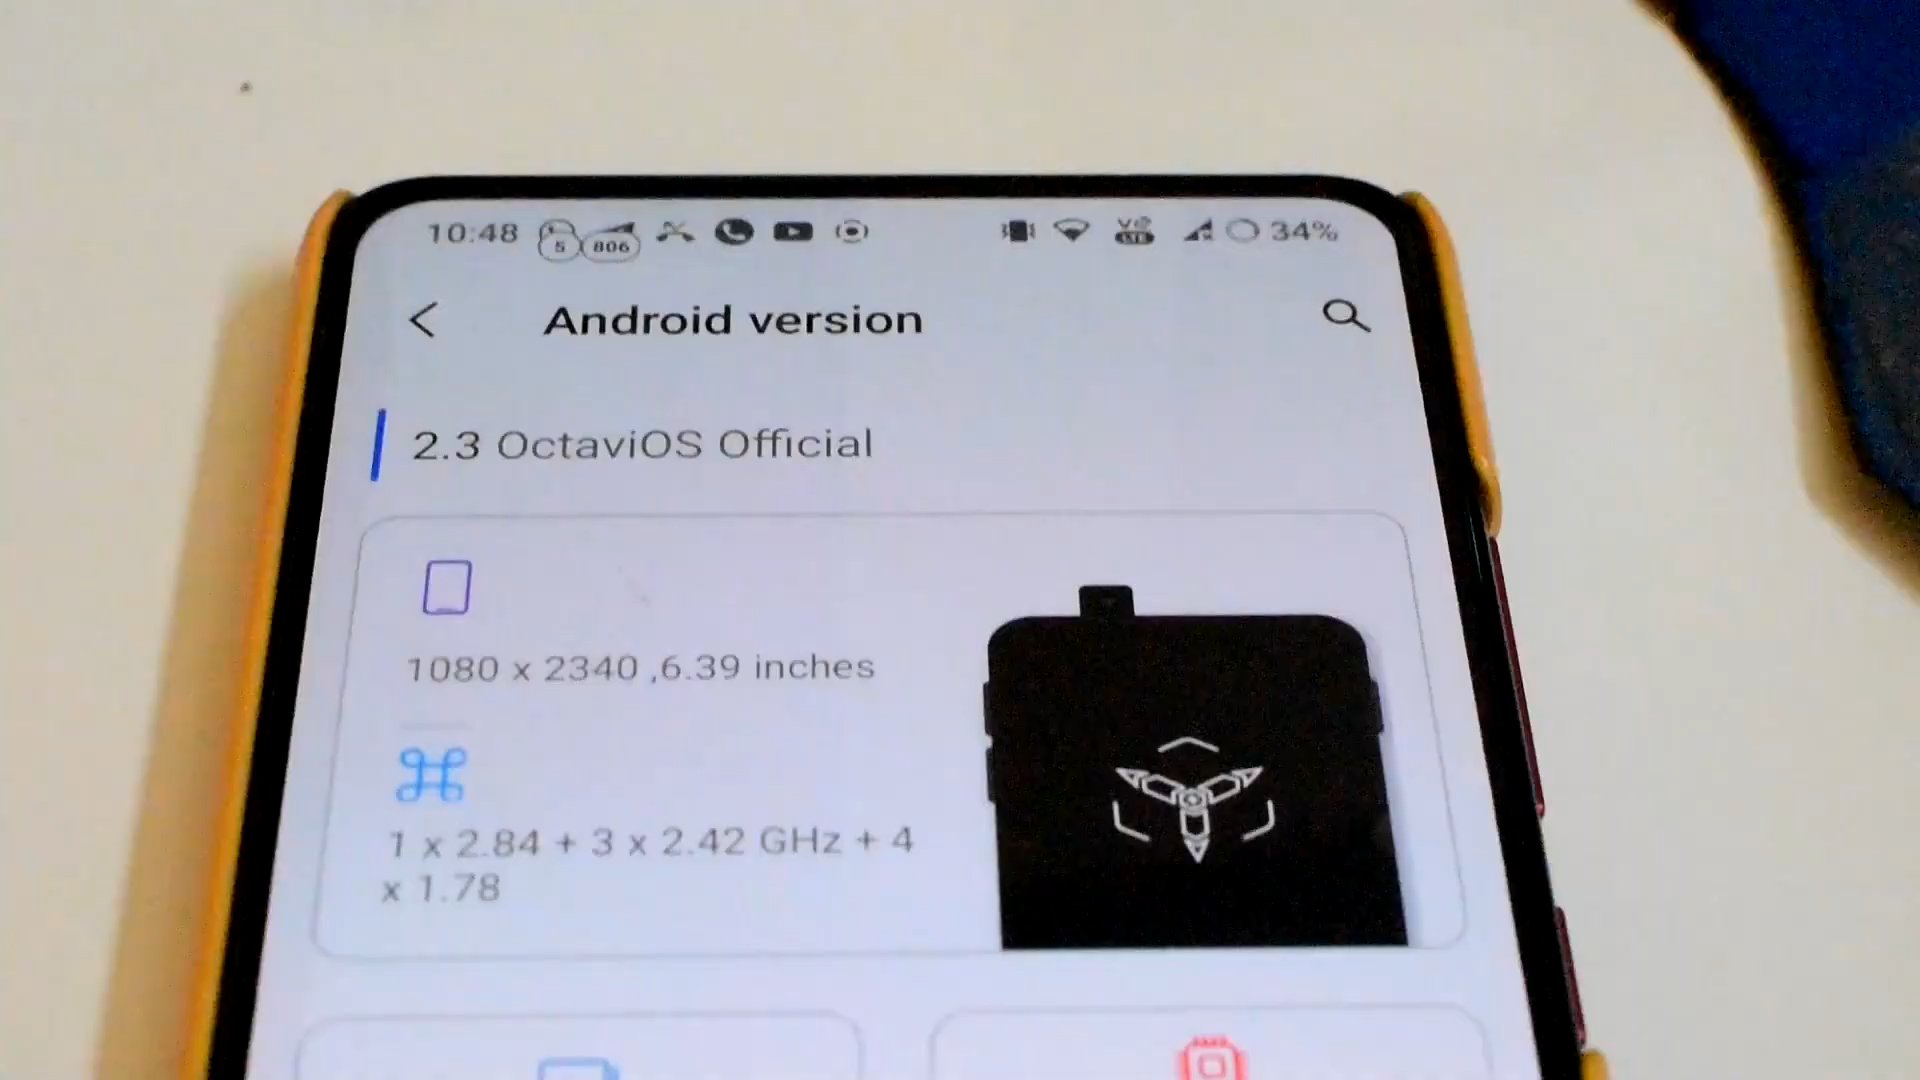 10:48 5 806 34%
Android version
2.3 OctaviOS Official
1080 x 2340 ,6.39 inches
1 x 2.84 + 3 x 2.42 GHz + 4
x 1.78